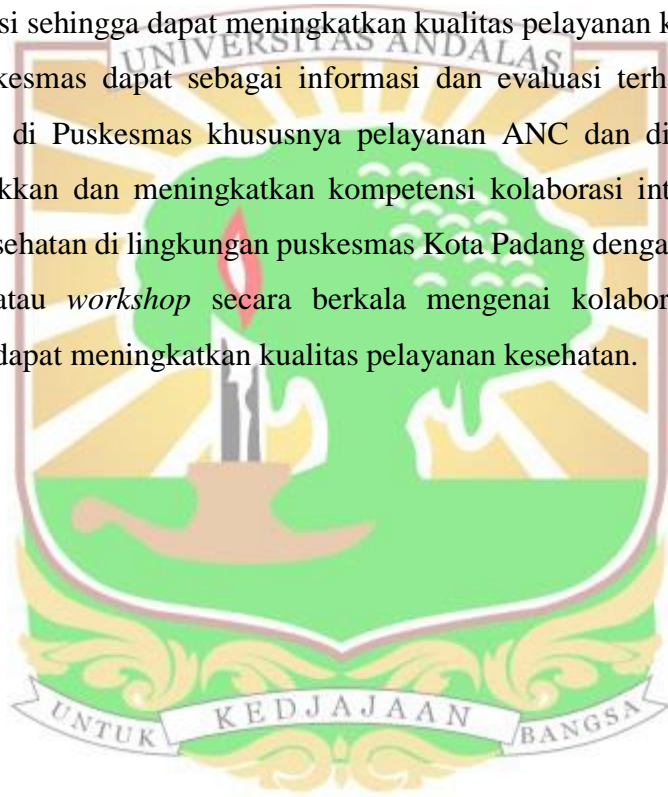 si sehingga dapat meningkatkan kualitas pelayanan k
UNIVERSITAS ANDALAS
kesmas dapat sebagai informasi dan evaluasi terh
di Puskesmas khususnya pelayanan ANC dan di
kkan dan meningkatkan kompetensi kolaborasi int
sehatan di lingkungan puskesmas Kota Padang denga
atau workshop secara berkala mengenai kolabor
dapat meningkatkan kualitas pelayanan kesehatan.
UNTUK KEDJAJAAN BANGSA